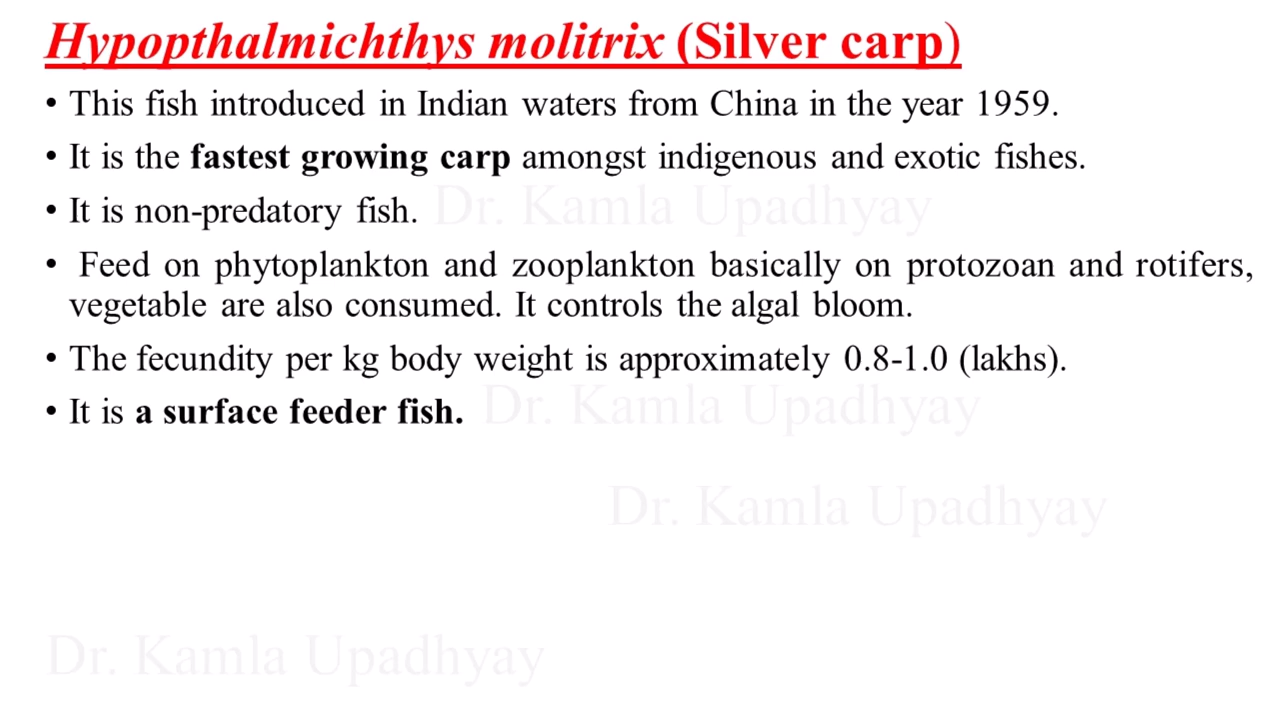 Hypopthalmichthys molitrix (Silver carp)
• This fish introduced in Indian waters from China in the year 1959.
• It is the fastest growing carp amongst indigenous and exotic fishes.
Dr. Kamla Upadhyay
• It is non-predatory fish.
• Feed on phytoplankton and zooplankton basically on protozoan and rotifers,
vegetable are also consumed. It controls the algal bloom.
• The fecundity per kg body weight is approximately 0.8-1.0 (lakhs).
• It is a surface feeder fish.
Dr. Kamla Upadhyay
Dr. Kamla Upadhyay
Dr. Kamla Upadhyay